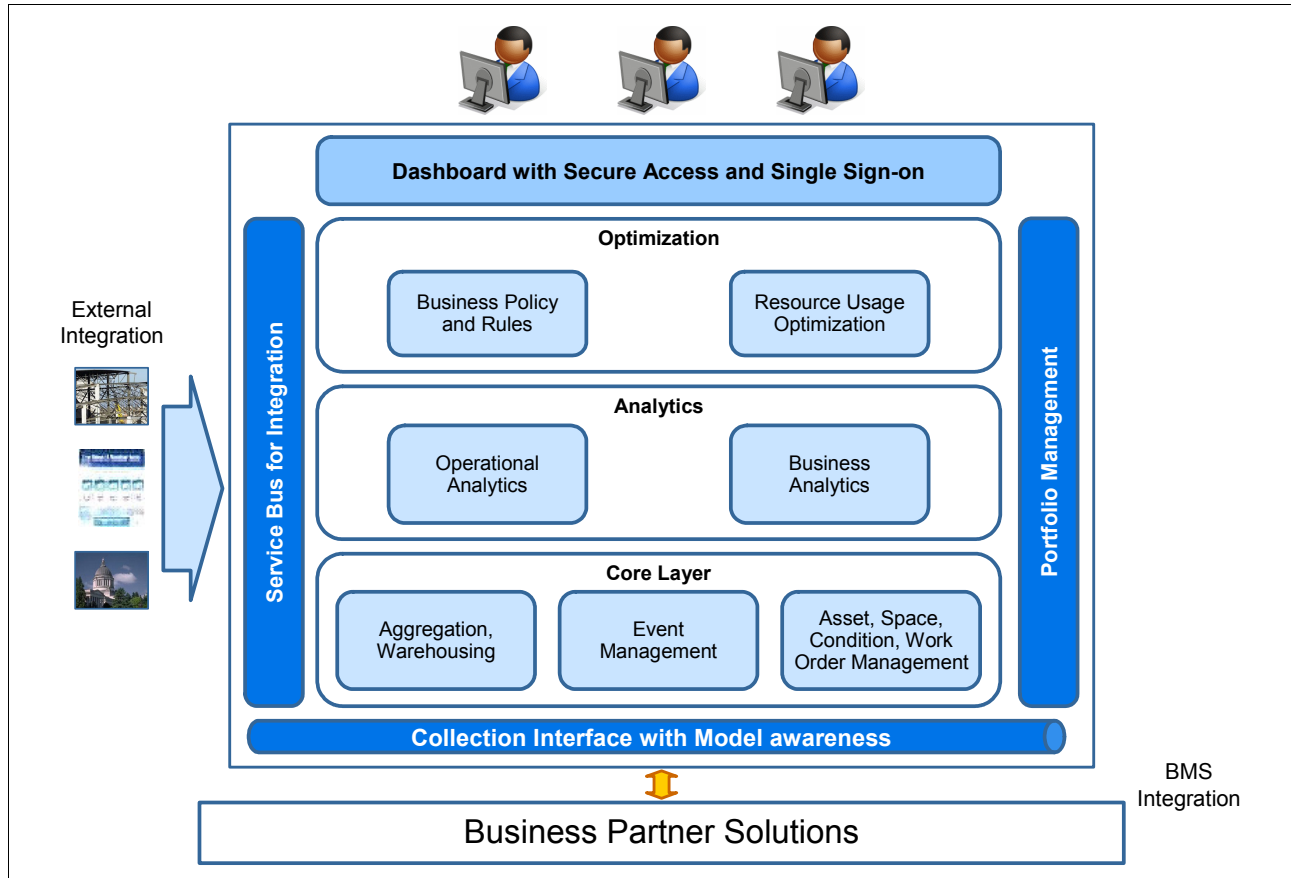 Dashboard with Secure Access and Single Sign-on
Optimization
Business Policy
and Rules
Resource Usage
Optimization
External
Integration
Service Bus for Integration
Portfolio Management
Analytics
Operational
Analytics
Business
Analytics
Core Layer
Aggregation,
Warehousing
Event
Management
Asset, Space,
Condition, Work
Order Management
Collection Interface with Model awareness
BMS
Integration
Business Partner Solutions